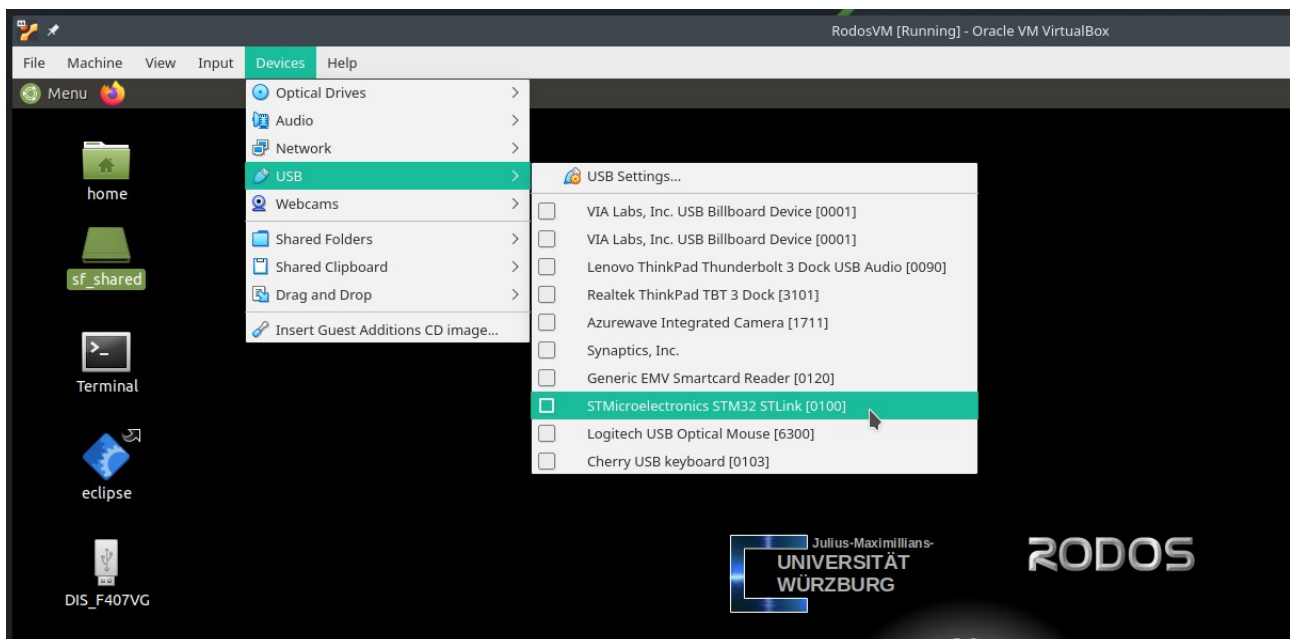 RodosVM [Running] - Oracle VM VirtualBox
File Machine View Input Devices Help
Menu
Optical Drives
Audio
Network
USB
Webcams
Shared Folders
Shared Clipboard
Drag and Drop
Insert Guest Additions CD image...
USB Settings...
VIA Labs, Inc. USB Billboard Device [0001]
VIA Labs, Inc. USB Billboard Device [0001]
Lenovo ThinkPad Thunderbolt 3 Dock USB Audio [0090]
Realtek ThinkPad TBT 3 Dock [3101]
Azurewave Integrated Camera [1711]
Synaptics, Inc.
Generic EMV Smartcard Reader [0120]
STMicroelectronics STM32 STLink [0100]
Logitech USB Optical Mouse [6300]
Cherry USB keyboard [0103]
home
sf_shared
Terminal
eclipse
DIS_F407VG
Julius-Maximillians-
UNIVERSITÄT
WÜRZBURG
RODOS